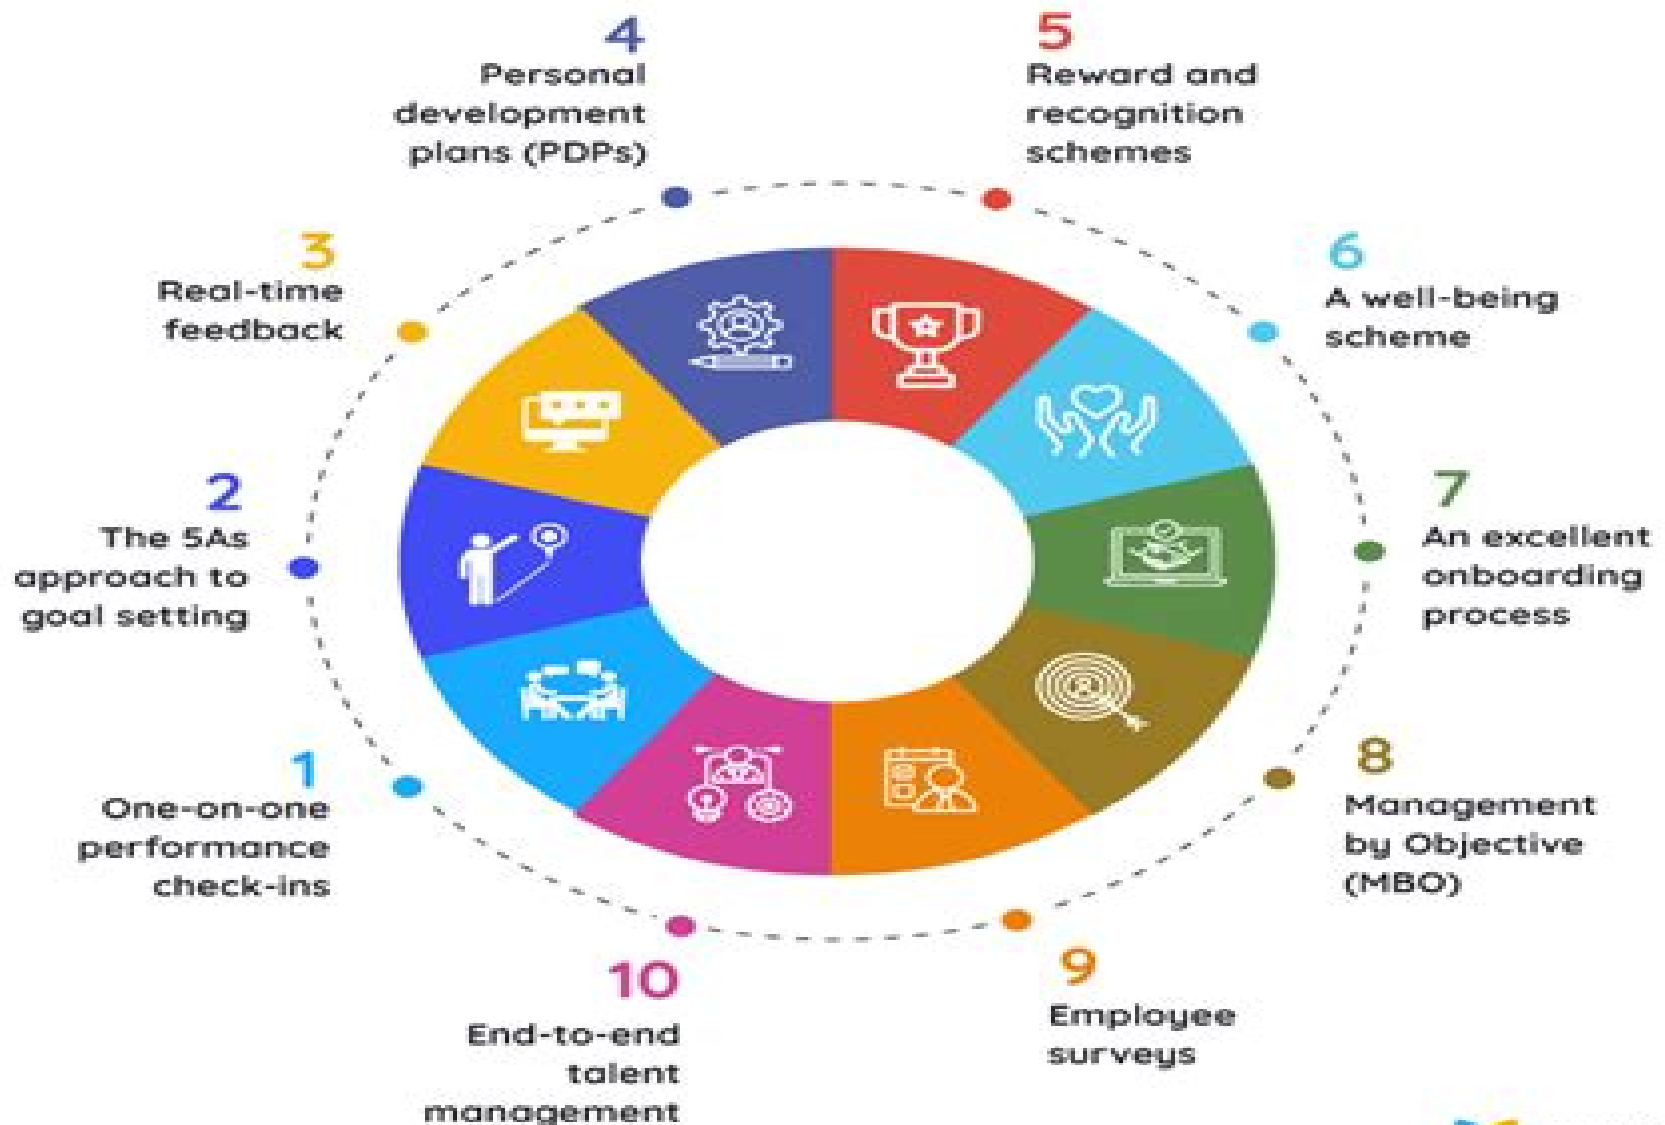 1
One-on-one
performance
check-ins
2
The 5As
approach to
goal setting
3
Real-time
feedback
4
Personal
development
plans (PDPs)
5
Reward and
recognition
schemes
6
A well-being
scheme
7
An excellent
onboarding
process
8
Management
by Objective
(MBO)
9
Employee
surveys
10
End-to-end
talent
management